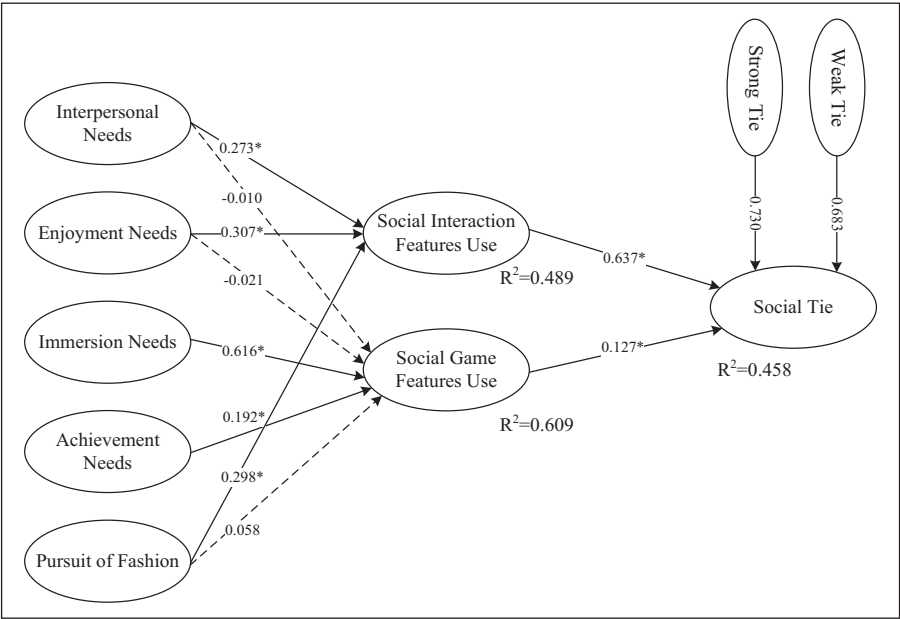 Interpersonal
Needs
Enjoyment Needs
Immersion Needs
Achievement
Needs
Pursuit of Fashion
0.273*
-0.010
0.307*
-0.021
0.616*
0.192*
0.298*
0.058
Social Interaction
Features Use
R²=0.489
Social Game
Features Use
R²=0.609
0.637*
0.127*
Strong Tie
Weak Tie
0.730
0.683
Social Tie
R²=0.458